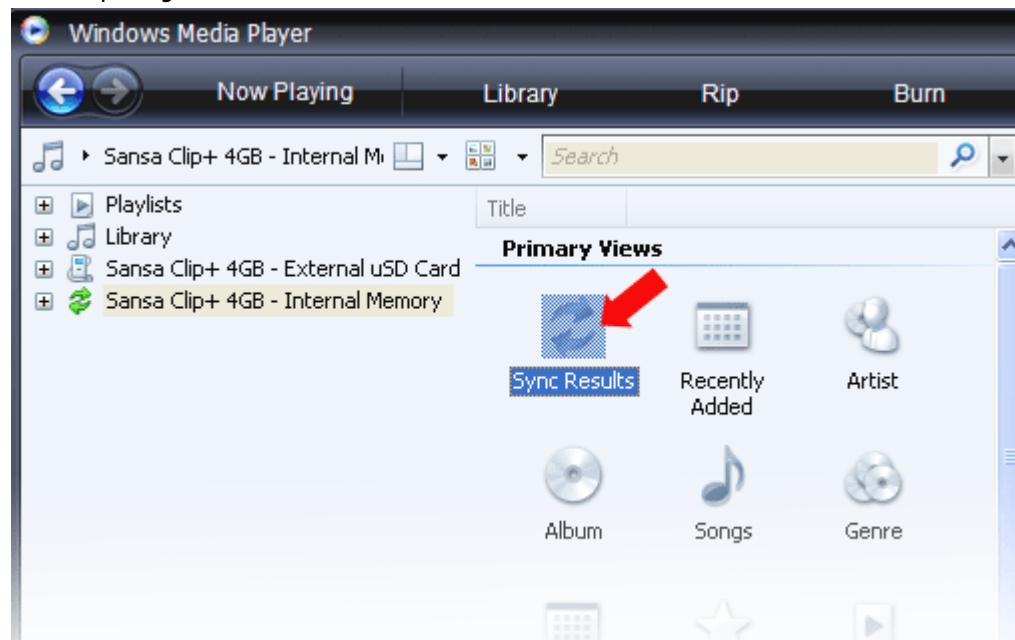 Windows Media Player
Now Playing Library Rip Burn
Sansa Clip+ 4GB - Internal M Search
Playlists
Library
Sansa Clip+ 4GB - External uSD Card
Sansa Clip+ 4GB - Internal Memory
Title
Primary Views
Sync Results
Recently
Added
Artist
Album
Songs
Genre